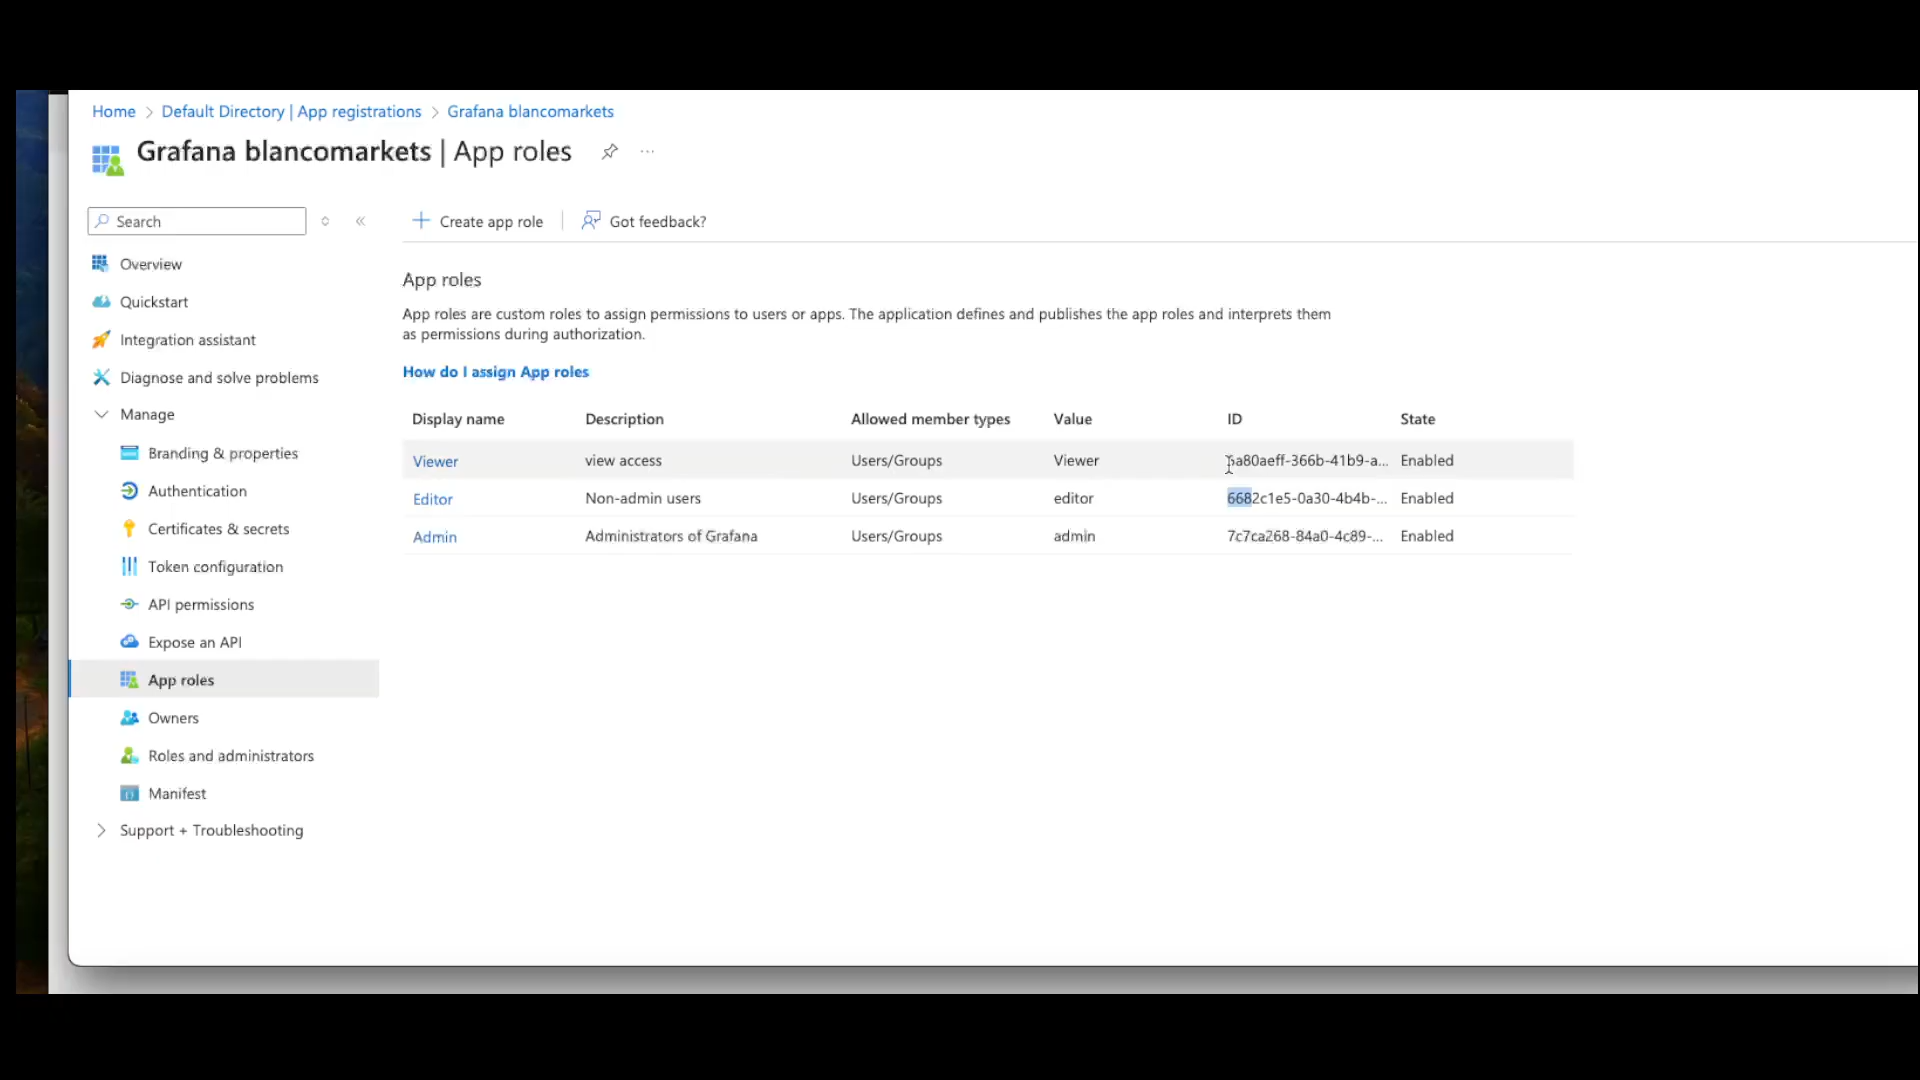 Home > Default Directory | App registrations > Grafana blancomarkets
Grafana blancomarkets | App roles
Search
Create app role
Got feedback?
Overview
Quickstart
Integration assistant
Diagnose and solve problems
Manage
Branding & properties
Authentication
Certificates & secrets
Token configuration
API permissions
Expose an API
App roles
Owners
Roles and administrators
Manifest
Support + Troubleshooting
App roles
App roles are custom roles to assign permissions to users or apps. The application defines and publishes the app roles and interprets them
as permissions during authorization.
How do I assign App roles
Display name Description Allowed member types Value ID State
Viewer view access Users/Groups Viewer Enabled
Editor Non-admin users Users/Groups editor 6682c1e5-0a30-4b4b-... Enabled
Admin Administrators of Grafana Users/Groups admin 7c7ca268-84a0-4c89-... Enabled